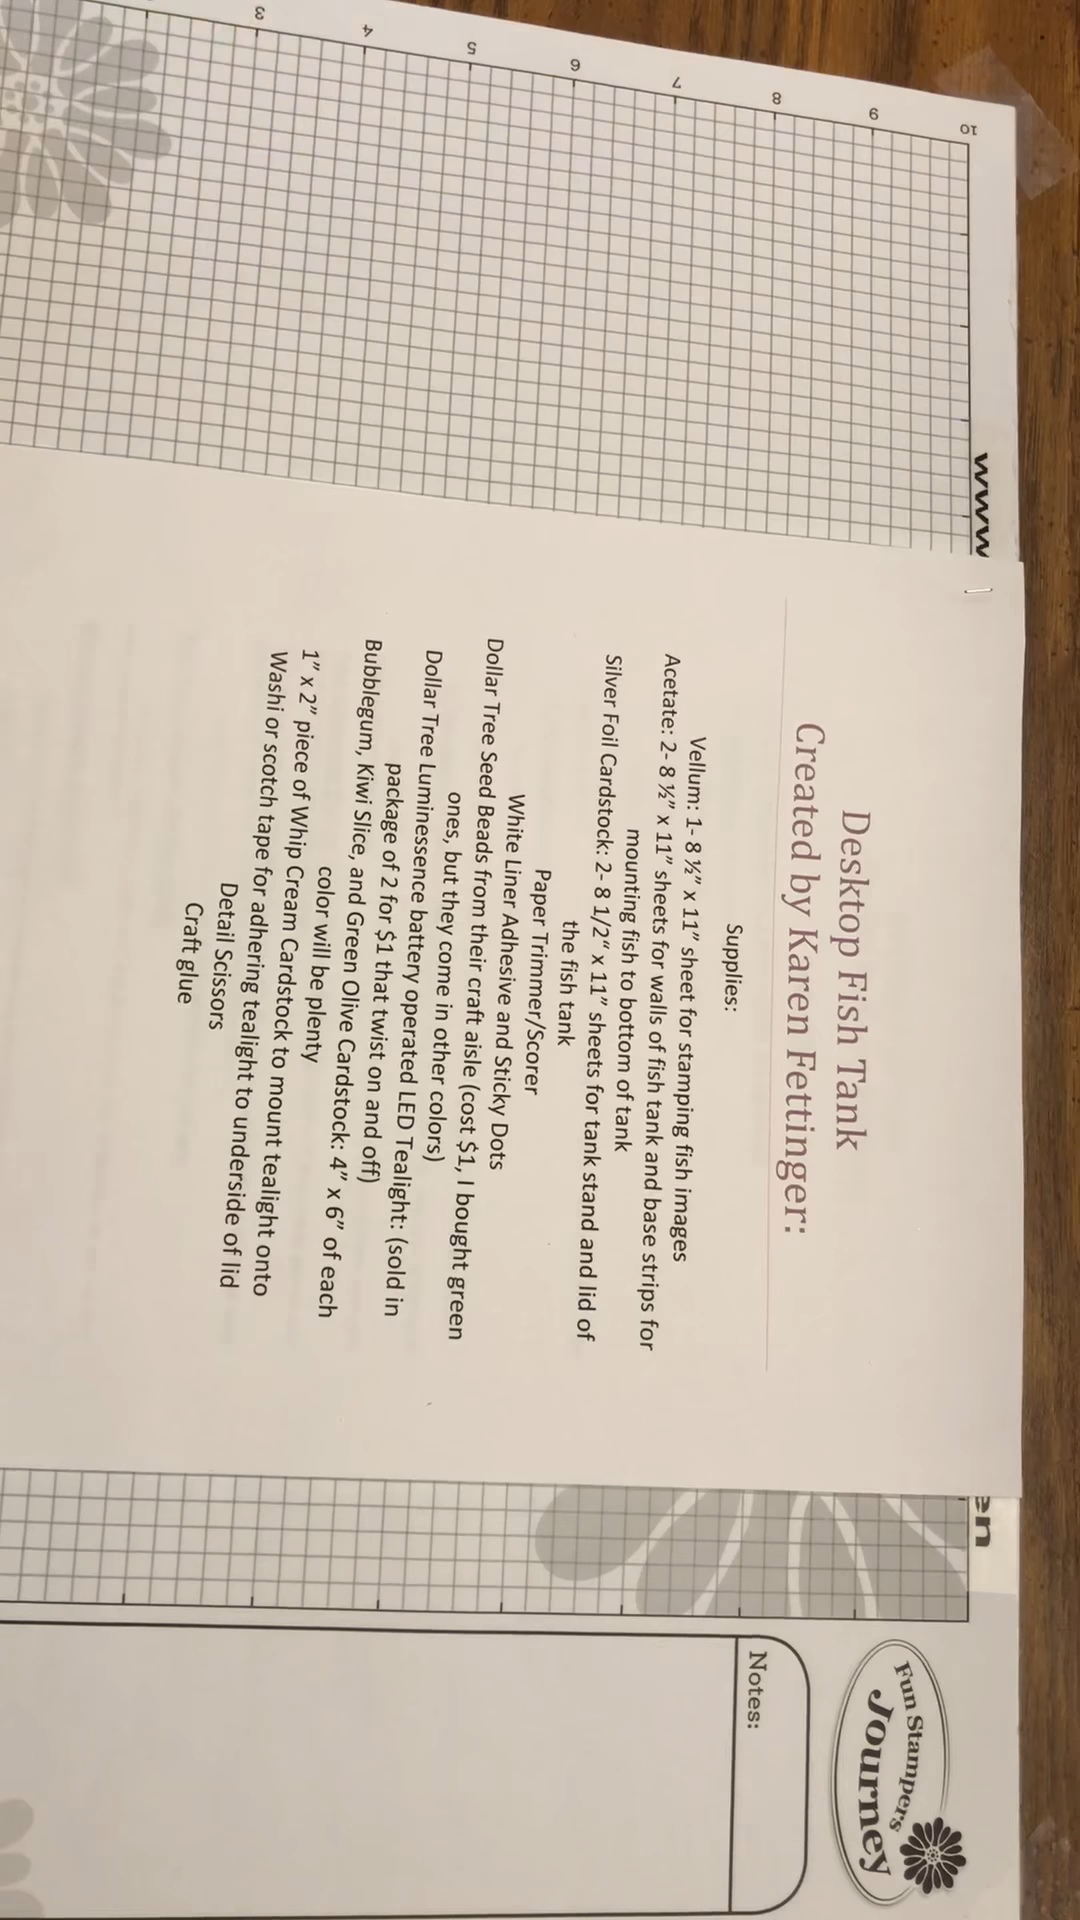 Desktop Fish Tank
Created by Karen Fettinger:
Supplies:
Vellum: 1- 8 ½” x 11” sheet for stamping fish images
Acetate: 2- 8 ½” x 11” sheets for walls of fish tank and base strips for
mounting fish to bottom of tank
Silver Foil Cardstock: 2- 8 1/2“ x 11” sheets for tank stand and lid of
the fish tank
Paper Trimmer/Scorer
White Liner Adhesive and Sticky Dots
Dollar Tree Seed Beads from their craft aisle (cost $1, I bought green
ones, but they come in other colors)
Dollar Tree Luminessence battery operated LED Tealight: (sold in
package of 2 for $1 that twist on and off)
Bubblegum, Kiwi Slice, and Green Olive Cardstock: 4” x 6” of each
color will be plenty
1” x 2” piece of Whip Cream Cardstock to mount tealight onto
Washi or scotch tape for adhering tealight to underside of lid
Detail Scissors
Craft glue
www
en
3
4
5
6
7
8
9
10
Fun Stampers
Journey
Notes: